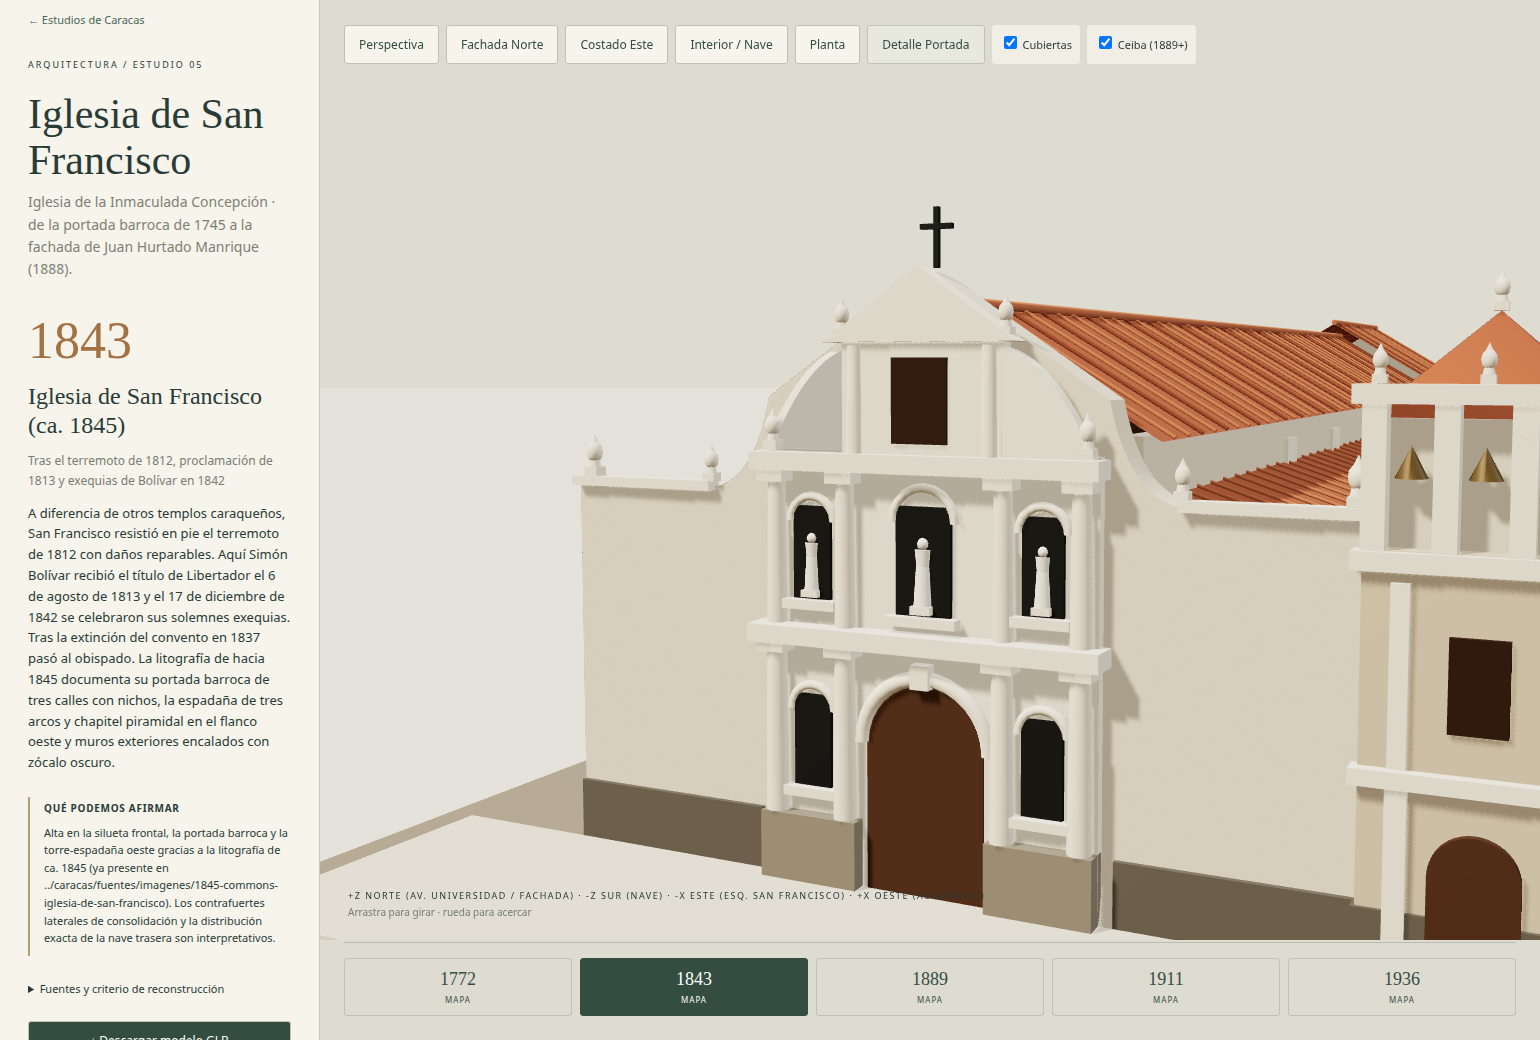 ← Estudios de Caracas
ARQUITECTURA / ESTUDIO 05
Iglesia de San
Francisco
Iglesia de la Inmaculada Concepción ·
de la portada barroca de 1745 a la
fachada de Juan Hurtado Manrique
(1888).
1843
Iglesia de San Francisco
(ca. 1845)
Tras el terremoto de 1812, proclamación de
1813 y exequias de Bolívar en 1842
A diferencia de otros templos caraqueños,
San Francisco resistió en pie el terremoto
de 1812 con daños reparables. Aquí Simón
Bolívar recibió el título de Libertador el 6
de agosto de 1813 y el 17 de diciembre de
1842 se celebraron sus solemnes exequias.
Tras la extinción del convento en 1837
pasó al obispado. La litografía de hacia
1845 documenta su portada barroca de
tres calles con nichos, la espadaña de tres
arcos y chapitel piramidal en el flanco
oeste y muros exteriores encalados con
zócalo oscuro.
QUÉ PODEMOS AFIRMAR
Alta en la silueta frontal, la portada barroca y la
torre-espadaña oeste gracias a la litografía de
ca. 1845 (ya presente en
../caracas/fuentes/imagenes/1845-commons-
iglesia-de-san-francisco). Los contrafuertes
laterales de consolidación y la distribución
exacta de la nave trasera son interpretativos.
▶ Fuentes y criterio de reconstrucción
↓ Descargar modelo GLB
Perspectiva
Fachada Norte
Costado Este
Interior / Nave
Planta
Detalle Portada
Cubiertas
Ceiba (1889+)
+Z NORTE (AV. UNIVERSIDAD / FACHADA) · -Z SUR (NAVE) · -X ESTE (ESQ. SAN FRANCISCO) · +X OESTE
Arrastra para girar · rueda para acercar
1772
MAPA
1843
MAPA
1889
MAPA
1911
MAPA
1936
MAPA